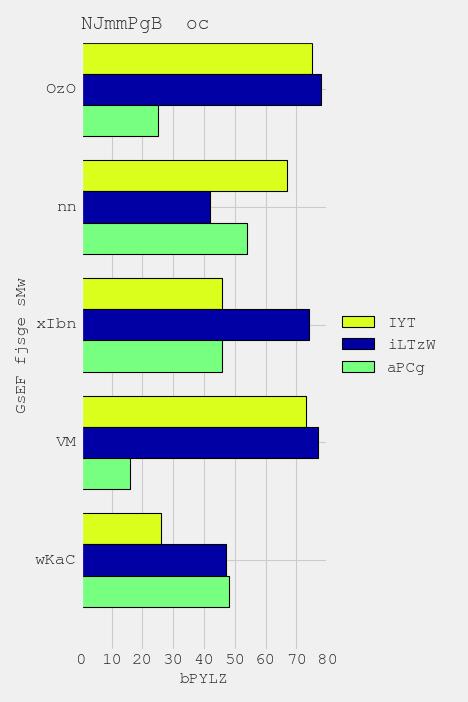 NJmmPgB  oc
OzO
nn
xIbn
VM
wKaC
GsEF fjsge sMw
IYT
iLTzW
aPCg
0 10 20 30 40 50 60 70 80
bPYLZ